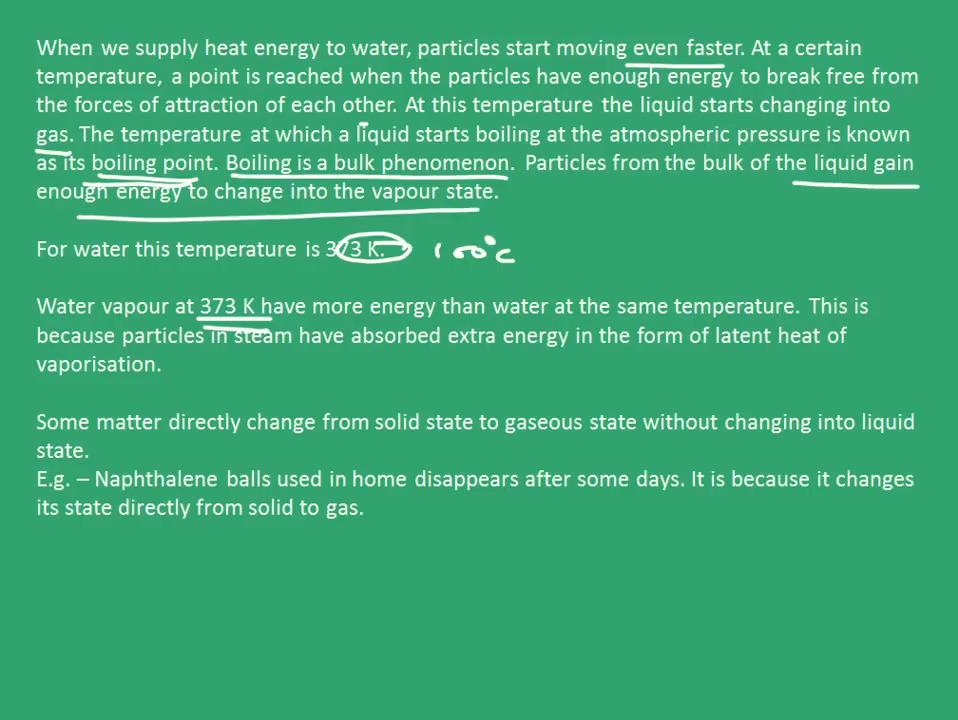 When we supply heat energy to water, particles start moving even faster. At a certain
temperature, a point is reached when the particles have enough energy to break free from
the forces of attraction of each other. At this temperature the liquid starts changing into
gas. The temperature at which a liquid starts boiling at the atmospheric pressure is known
as its boiling point. Boiling is a bulk phenomenon. Particles from the bulk of the liquid gain
enough energy to change into the vapour state.
For water this temperature is 373 K. 100°C
Water vapour at 373 K have more energy than water at the same temperature. This is
because particles in steam have absorbed extra energy in the form of latent heat of
vaporisation.
Some matter directly change from solid state to gaseous state without changing into liquid
state.
E.g. – Naphthalene balls used in home disappears after some days. It is because it changes
its state directly from solid to gas.